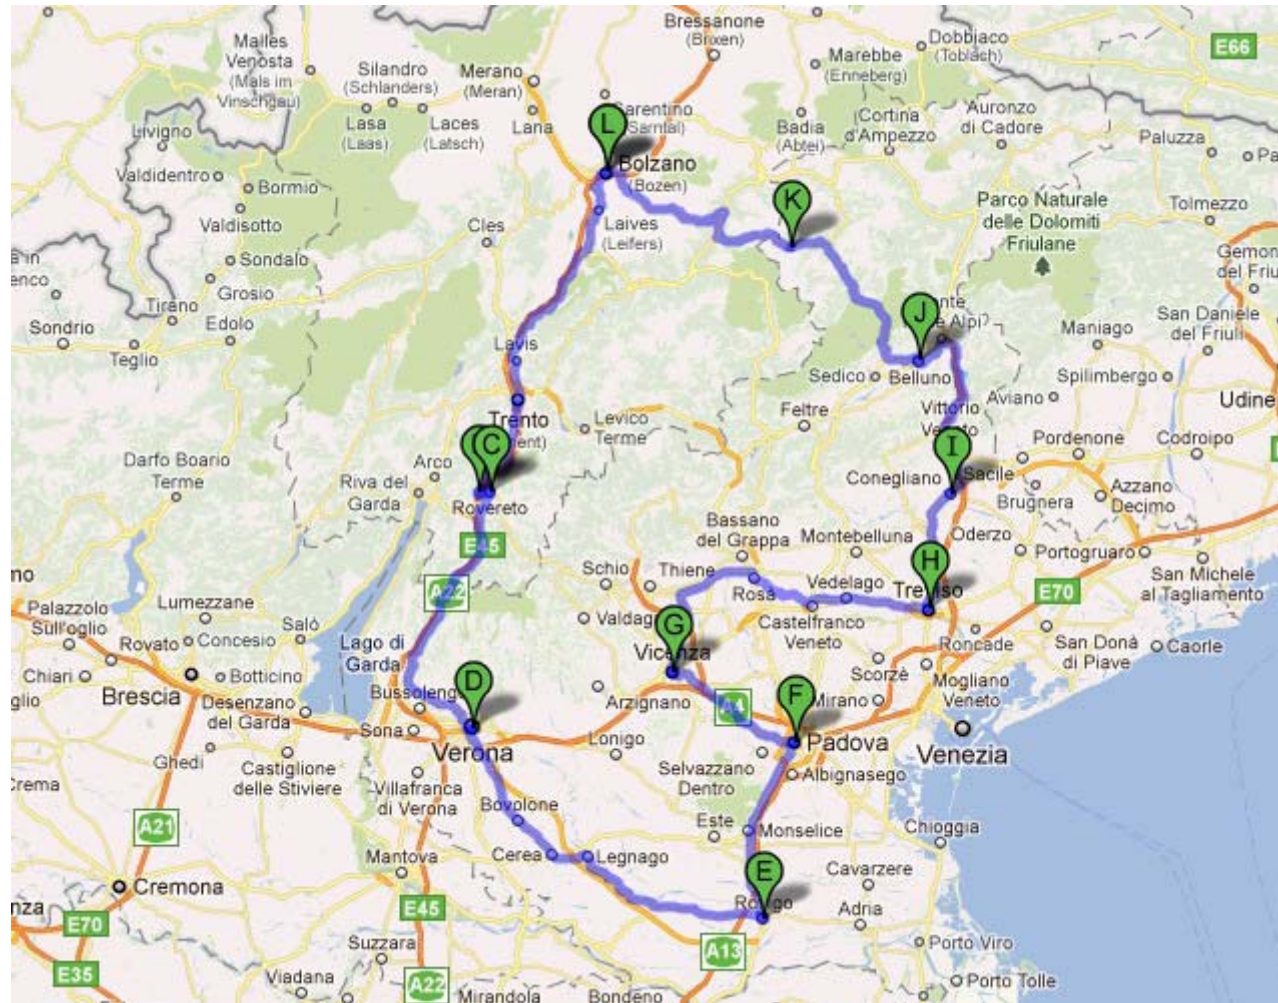 Bressanone
(Brixen)
Dobbiaco
(Toblach)
E66
Malles
Venosta
(Mals im
Vinschgau)
Silandro
(Schlanders)
Merano
(Meran)
Marebbe
(Enneberg)
Lasa
(Laas)
Laces
(Latsch)
Lana
L
Sarentino
(Sarntal)
Badia
(Abtei)
Cortina
d'Ampezzo
Auronzo
di Cadore
Paluzza
Livigno
Valdidentro
Bormio
Valdisotto
Bolzano
(Bozen)
K
Parco Naturale
delle Dolomiti
Friulane
Tolmezzo
Cles
Laives
(Leifers)
Sondalo
Grosio
Tirano
Edolo
Sondrio
Teglio
J
Maniago
San Daniele
del Friuli
Lavis
Sedico
Belluno
Spilimbergo
Aviano
Udine
Trento
Levico
Terme
Feltre
Vittorio
Veneto
C
I
Pordenone
Codroipo
Darfo Boario
Terme
Arco
Riva del
Garda
Rovereto
Conegliano
Sacile
Brugnera
Azzano
Decimo
E45
Bassano
del Grappa
Montebelluna
Oderzo
Portogruaro
H
A22
Schio
Thiene
Rosà
Vedelago
Treviso
E70
San Michele
al Tagliamento
Palazzolo
Sull'oglio
Lumezzane
Salò
Rovato
Concesio
G
Castelfranco
Veneto
Roncade
San Donà
di Piave
Caorle
Chiari
Botticino
Lago di
Garda
Vicenza
Scorzè
Mogliano
Veneto
Brescia
Desenzano
del Garda
Bussolengo
D
Arzignano
A4
F
Mirano
Sona
Verona
Lonigo
Padova
Venezia
Ghedi
Castiglione
delle Stiviere
Villafranca
di Verona
Selvazzano
Dentro
Albignasego
A21
Bovolone
Este
Monselice
Chioggia
Mantova
Cerea
Legnago
E
Cavarzere
Cremona
E70
E45
Rovigo
Adria
E35
Suzzara
A22
A13
Porto Viro
Viadana
Mirandola
Bondeno
Porto Tolle